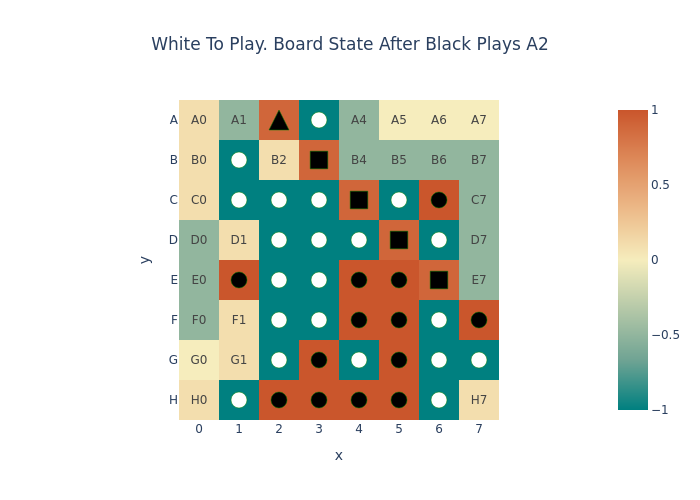 White To Play. Board State After Black Plays A2
A A0 A1 A4 A5 A6 A7
B B0 B2 B4 B5 B6 B7
C C0 C7
D D0 D1 D7
E E0 E7
F F0 F1
G G0 G1
H H0 H7
0 1 2 3 4 5 6 7
x
y
1
0.5
0
−0.5
−1